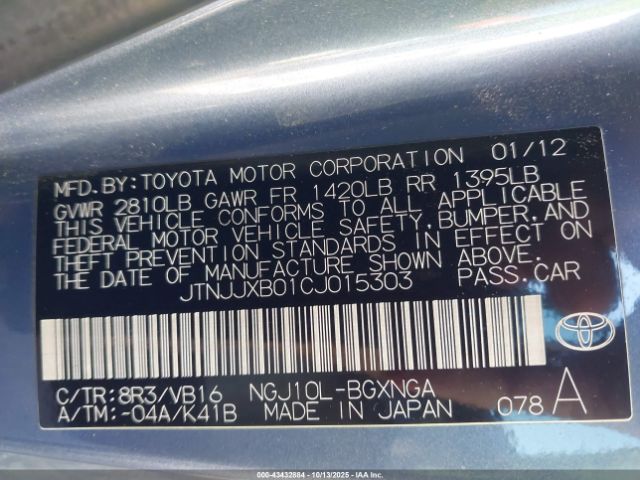 MFD. BY: TOYOTA MOTOR CORPORATION 01/12
GVWR 2810LB GAWR FR 1420LB RR 1395LB
THIS VEHICLE CONFORMS TO ALL APPLICABLE
FEDERAL MOTOR VEHICLE SAFETY, BUMPER, AND
THEFT PREVENTION STANDARDS IN EFFECT ON
THE DATE OF MANUFACTURE SHOWN ABOVE.
JTNJJXB01CJ015303 PASS. CAR
C/TR: 8R3/VB16 NGJ10L-BGXNGA
A/TM: -04A/K41B MADE IN JAPAN 078 A
000-43432884 | 10/13/2025 | IAAI.COM